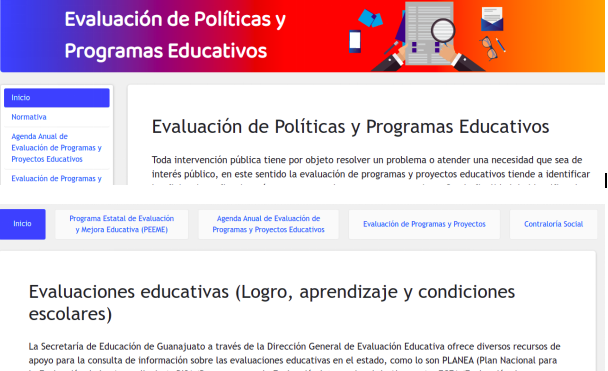 Evaluación de Políticas y
Programas Educativos
Inicio
Normativa
Agenda Anual de
Evaluación de Programas y
Proyectos Educativos
Evaluación de Programas y
Evaluación de Políticas y Programas Educativos
Toda intervención pública tiene por objeto resolver un problema o atender una necesidad que sea de
interés público, en este sentido la evaluación de programas y proyectos educativos tiende a identificar
Inicio
Programa Estatal de Evaluación
y Mejora Educativa (PEEME)
Agenda Anual de Evaluación de
Programas y Proyectos Educativos
Evaluación de Programas y Proyectos
Contraloría Social
Evaluaciones educativas (Logro, aprendizaje y condiciones
escolares)
La Secretaría de Educación de Guanajuato a través de la Dirección General de Evaluación Educativa ofrece diversos recursos de
apoyo para la consulta de información sobre las evaluaciones educativas en el estado, como lo son PLANEA (Plan Nacional para